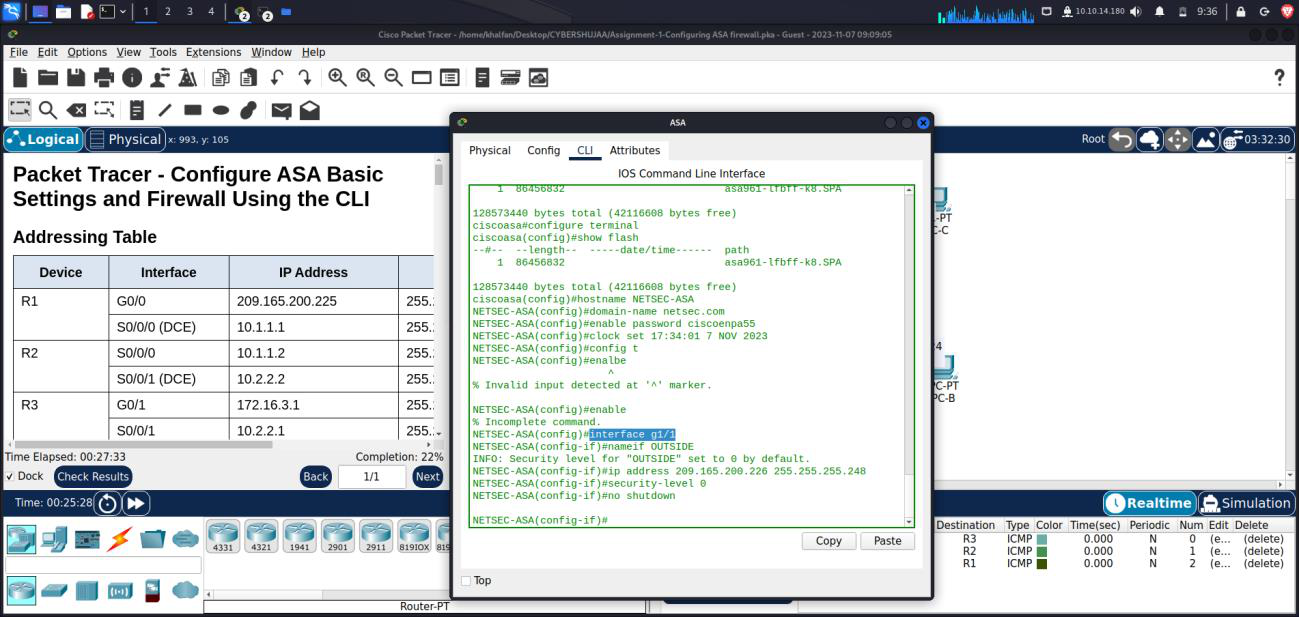 1 2 3 4 2 2 10.10.14.180 9:36
Cisco Packet Tracer - /home/khalfan/Desktop/CYBERSHUJAA/Assignment-1-Configuring ASA firewall.pka - Guest - 2023-11-07 09:09:05
File Edit Options View Tools Extensions Window Help
?
Logical Physical x: 993, y: 105
Root 03:32:30
Packet Tracer - Configure ASA Basic
Settings and Firewall Using the CLI
Addressing Table
Device Interface IP Address
R1 G0/0 209.165.200.225 255.
S0/0/0 (DCE) 10.1.1.1 255.
R2 S0/0/0 10.1.1.2 255.
S0/0/1 (DCE) 10.2.2.2 255.
R3 G0/1 172.16.3.1 255.
S0/0/1 10.2.2.1 255.
Time Elapsed: 00:27:33 Completion: 22%
Dock Check Results Back 1/1 Next
ASA
Physical Config CLI Attributes
IOS Command Line Interface
1 86456832 asa961-lfbff-k8.SPA
128573440 bytes total (42116608 bytes free)
ciscoasa#configure terminal
ciscoasa(config)#show flash
--#-- --length-- -----date/time------ path
1 86456832 asa961-lfbff-k8.SPA
128573440 bytes total (42116608 bytes free)
ciscoasa(config)#hostname NETSEC-ASA
NETSEC-ASA(config)#domain-name netsec.com
NETSEC-ASA(config)#enable password ciscoenpa55
NETSEC-ASA(config)#clock set 17:34:01 7 NOV 2023
NETSEC-ASA(config)#config t
NETSEC-ASA(config)#enalbe
^
% Invalid input detected at '^' marker.
NETSEC-ASA(config)#enable
% Incomplete command.
NETSEC-ASA(config)#interface g1/1
NETSEC-ASA(config-if)#nameif OUTSIDE
INFO: Security level for "OUTSIDE" set to 0 by default.
NETSEC-ASA(config-if)#ip address 209.165.200.226 255.255.255.248
NETSEC-ASA(config-if)#security-level 0
NETSEC-ASA(config-if)#no shutdown
NETSEC-ASA(config-if)#
Copy Paste
Top
-PT
C-C
4
PC-PT
PC-B
Time: 00:25:28
Realtime Simulation
4331 4321 1941 2901 2911 819IOX 819
Router-PT
Destination Type Color Time(sec) Periodic Num Edit Delete
R3 ICMP 0.000 N 0 (e... (delete)
R2 ICMP 0.000 N 1 (e... (delete)
R1 ICMP 0.000 N 2 (e... (delete)